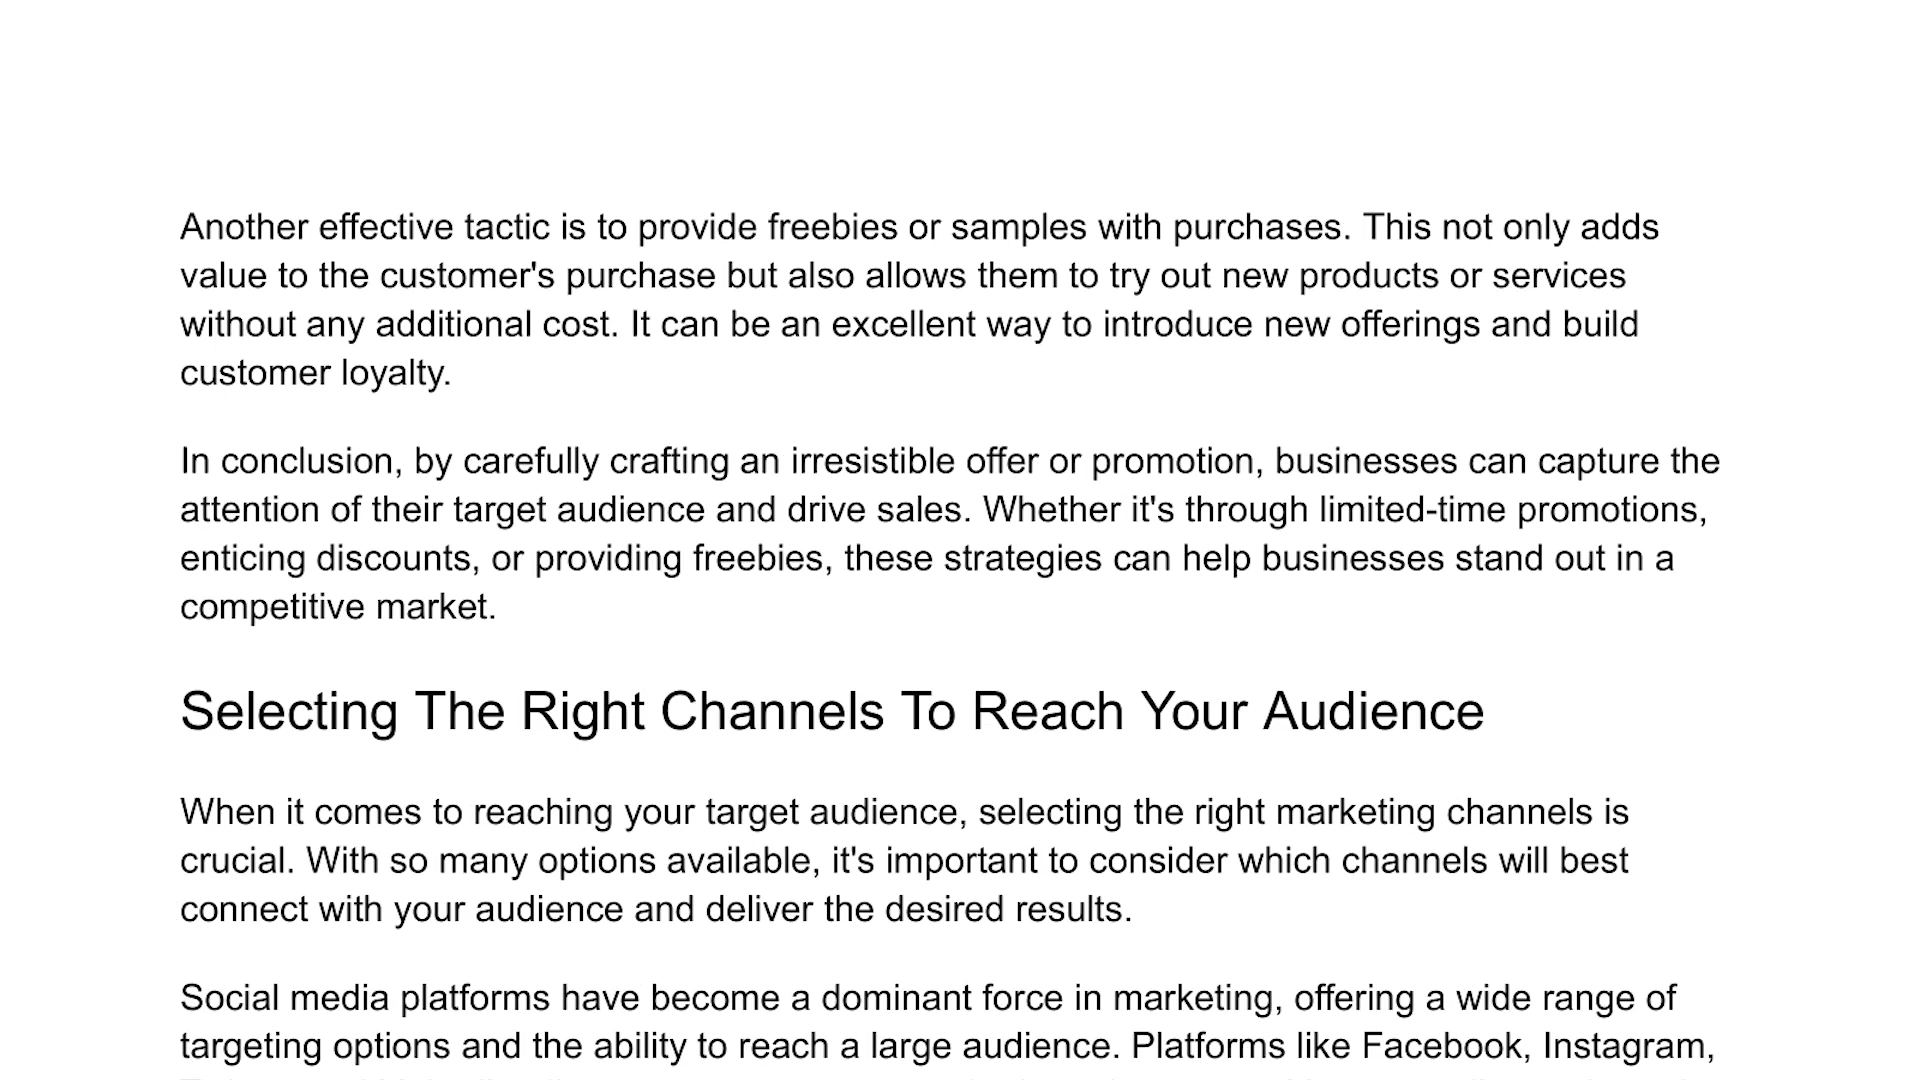 Another effective tactic is to provide freebies or samples with purchases. This not only adds
value to the customer's purchase but also allows them to try out new products or services
without any additional cost. It can be an excellent way to introduce new offerings and build
customer loyalty.
In conclusion, by carefully crafting an irresistible offer or promotion, businesses can capture the
attention of their target audience and drive sales. Whether it's through limited-time promotions,
enticing discounts, or providing freebies, these strategies can help businesses stand out in a
competitive market.
Selecting The Right Channels To Reach Your Audience
When it comes to reaching your target audience, selecting the right marketing channels is
crucial. With so many options available, it's important to consider which channels will best
connect with your audience and deliver the desired results.
Social media platforms have become a dominant force in marketing, offering a wide range of
targeting options and the ability to reach a large audience. Platforms like Facebook, Instagram,